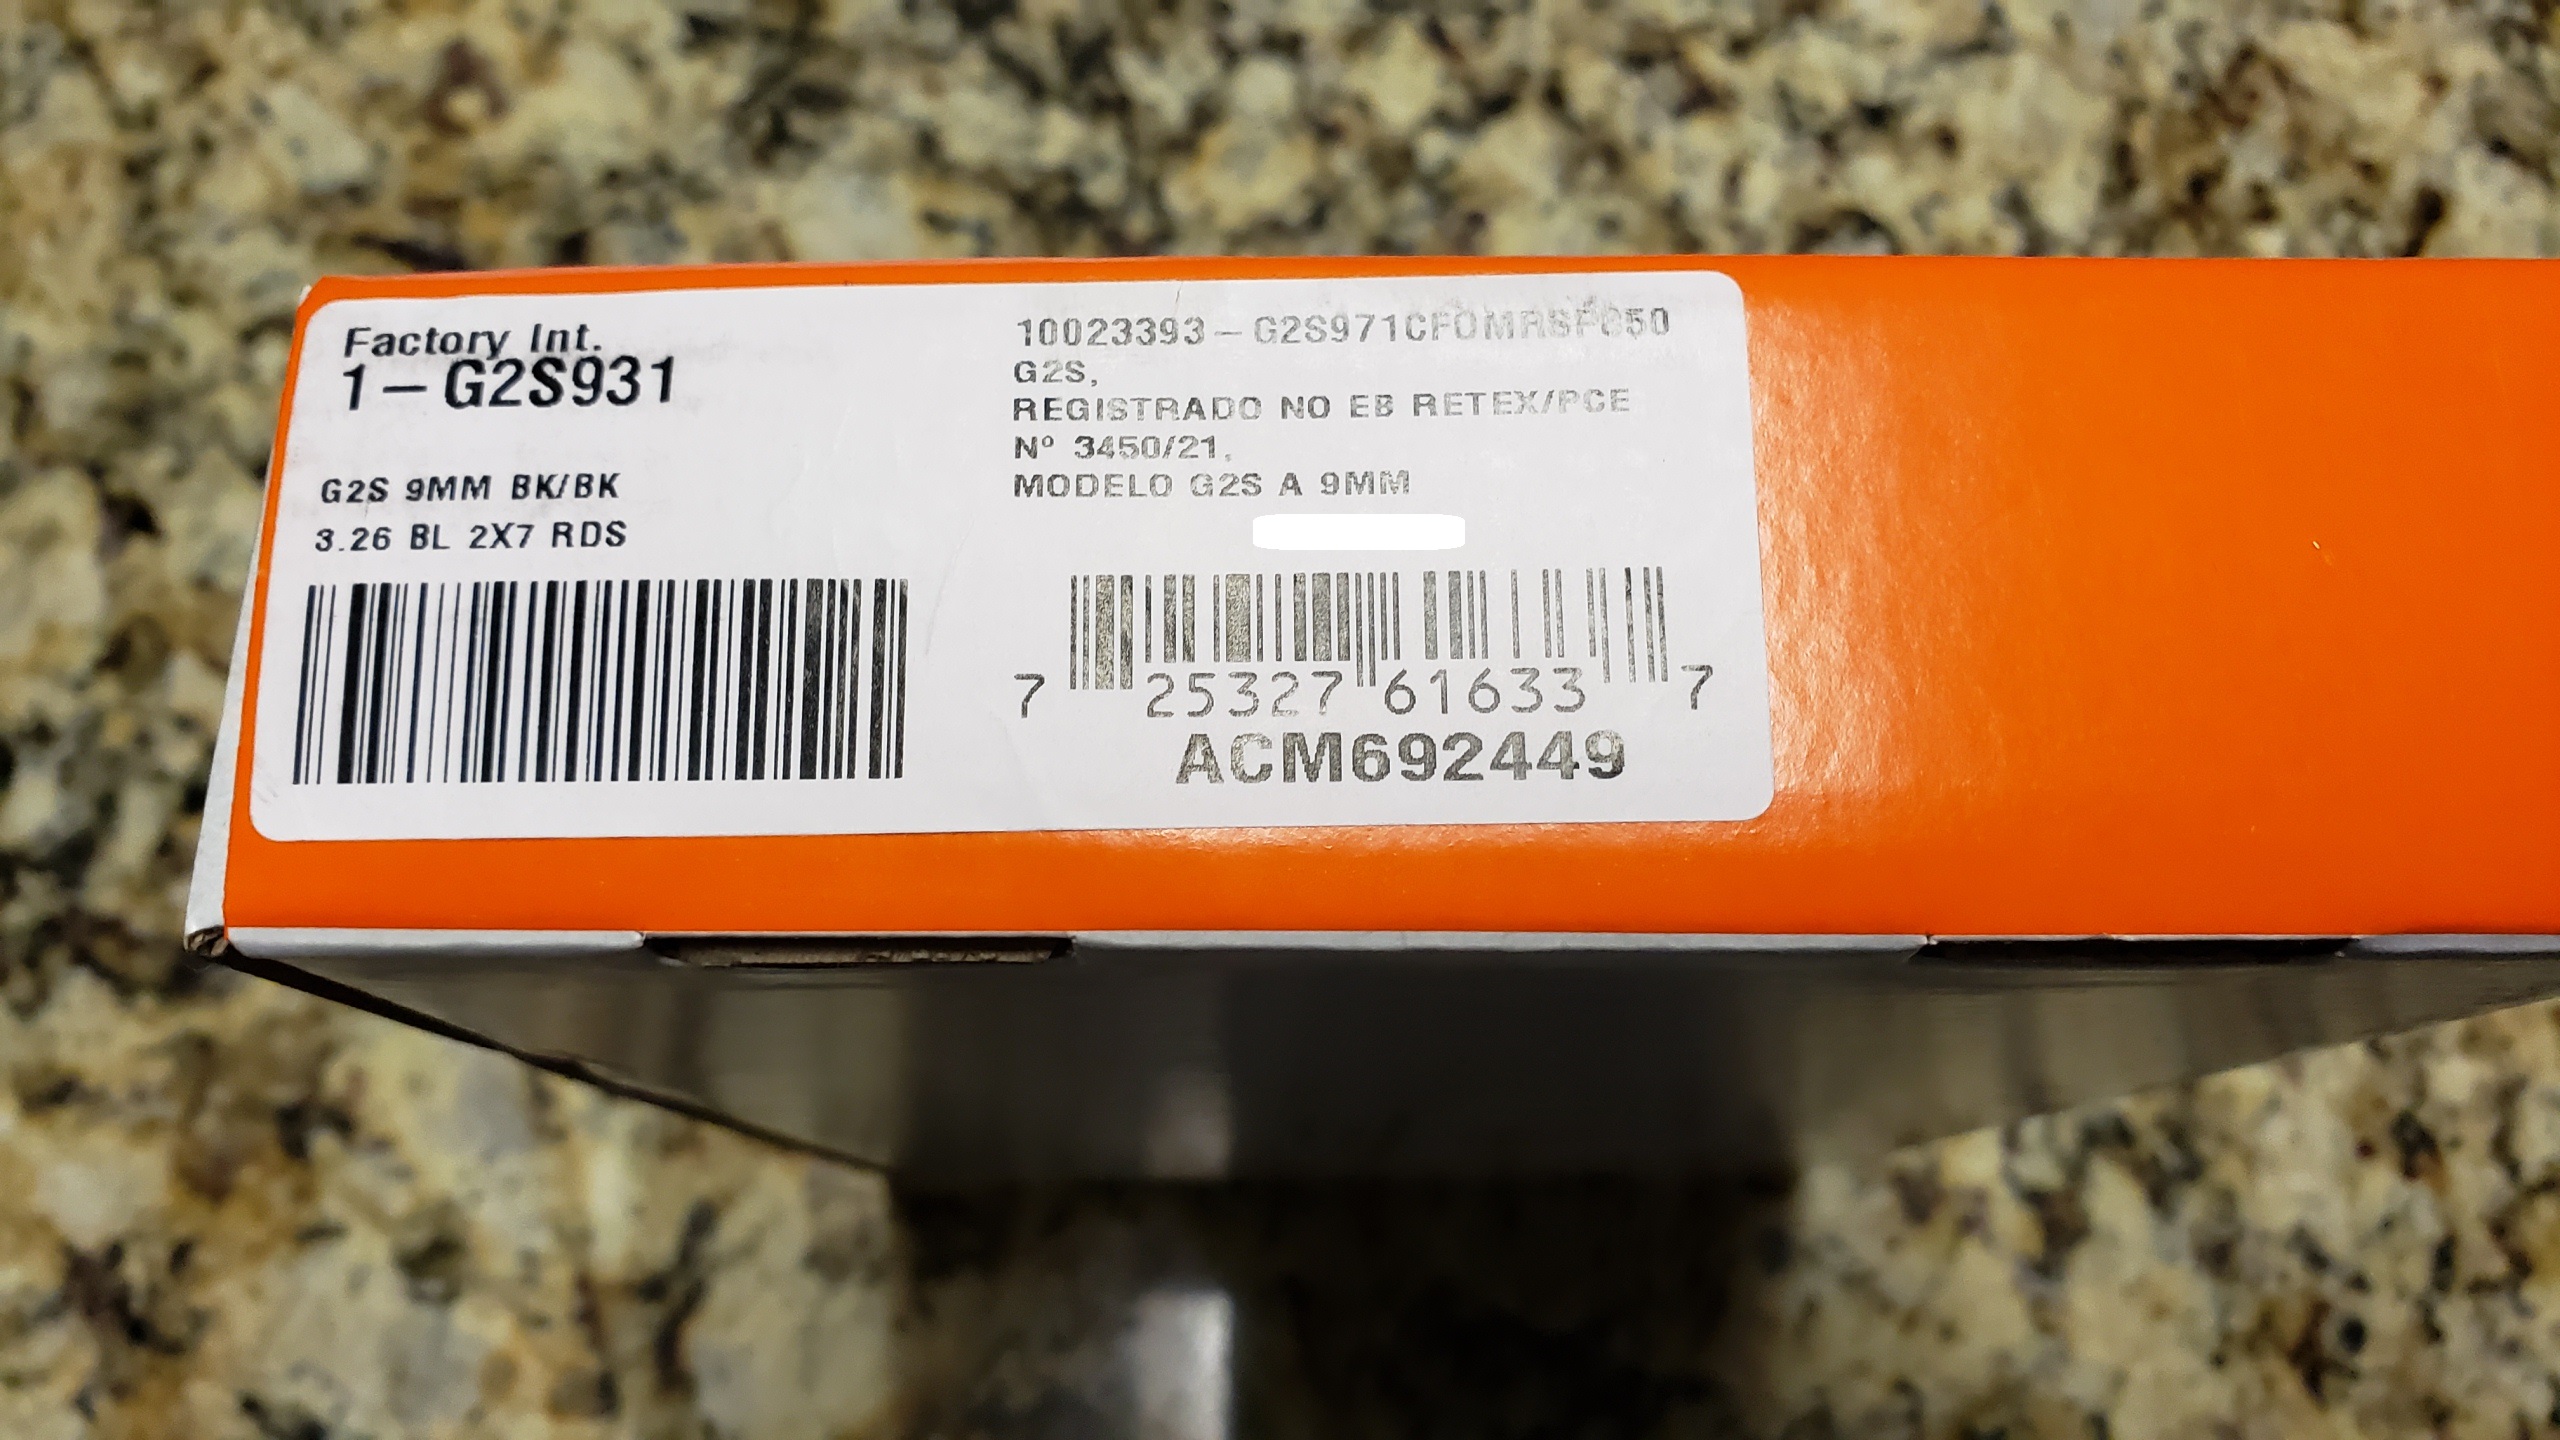 Factory Int.
1-G2S931
G2S 9MM BK/BK
3.26 BL 2X7 RDS
10023393-G2S971CFOMRSF650
G2S,
REGISTRADO NO EB RETEX/PCE
Nº 3450/21,
MODELO G2S A 9MM
7 25327 61633 7
ACM692449